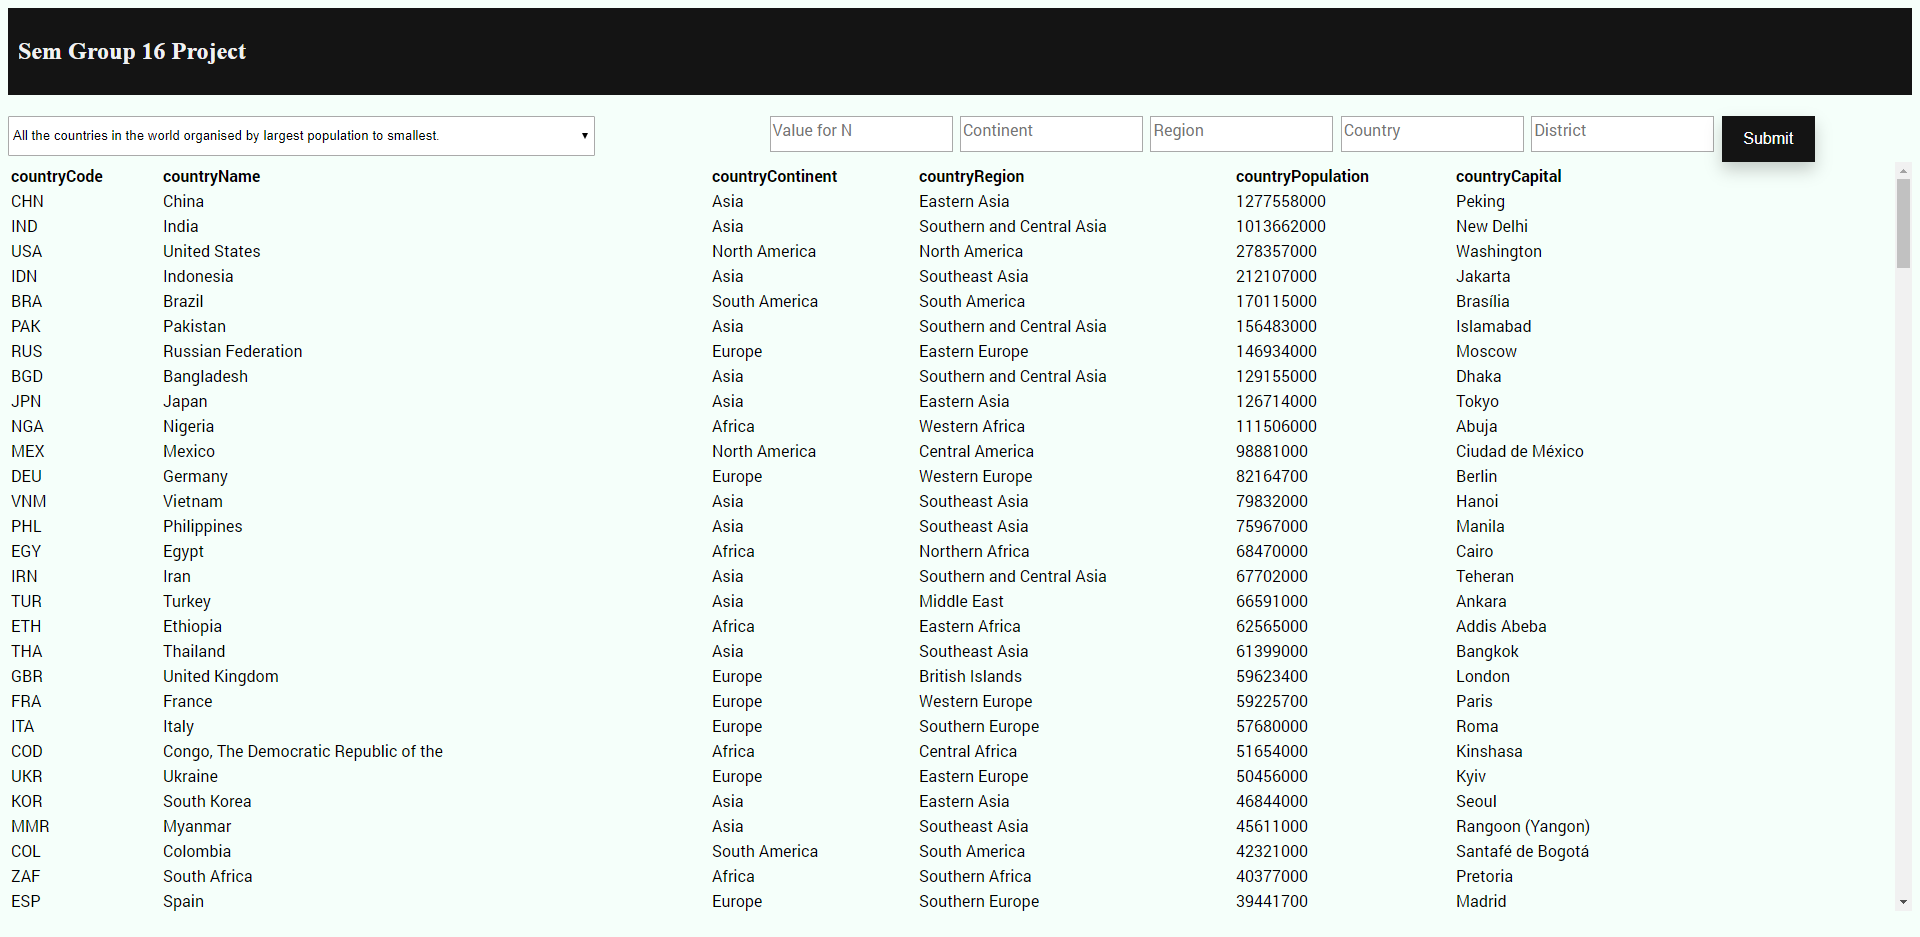 Sem Group 16 Project
All the countries in the world organised by largest population to smallest. Value for N Continent Region Country District Submit
countryCode countryName countryContinent countryRegion countryPopulation countryCapital
CHN China Asia Eastern Asia 1277558000 Peking
IND India Asia Southern and Central Asia 1013662000 New Delhi
USA United States North America North America 278357000 Washington
IDN Indonesia Asia Southeast Asia 212107000 Jakarta
BRA Brazil South America South America 170115000 Brasília
PAK Pakistan Asia Southern and Central Asia 156483000 Islamabad
RUS Russian Federation Europe Eastern Europe 146934000 Moscow
BGD Bangladesh Asia Southern and Central Asia 129155000 Dhaka
JPN Japan Asia Eastern Asia 126714000 Tokyo
NGA Nigeria Africa Western Africa 111506000 Abuja
MEX Mexico North America Central America 98881000 Ciudad de México
DEU Germany Europe Western Europe 82164700 Berlin
VNM Vietnam Asia Southeast Asia 79832000 Hanoi
PHL Philippines Asia Southeast Asia 75967000 Manila
EGY Egypt Africa Northern Africa 68470000 Cairo
IRN Iran Asia Southern and Central Asia 67702000 Teheran
TUR Turkey Asia Middle East 66591000 Ankara
ETH Ethiopia Africa Eastern Africa 62565000 Addis Abeba
THA Thailand Asia Southeast Asia 61399000 Bangkok
GBR United Kingdom Europe British Islands 59623400 London
FRA France Europe Western Europe 59225700 Paris
ITA Italy Europe Southern Europe 57680000 Roma
COD Congo, The Democratic Republic of the Africa Central Africa 51654000 Kinshasa
UKR Ukraine Europe Eastern Europe 50456000 Kyiv
KOR South Korea Asia Eastern Asia 46844000 Seoul
MMR Myanmar Asia Southeast Asia 45611000 Rangoon (Yangon)
COL Colombia South America South America 42321000 Santafé de Bogotá
ZAF South Africa Africa Southern Africa 40377000 Pretoria
ESP Spain Europe Southern Europe 39441700 Madrid